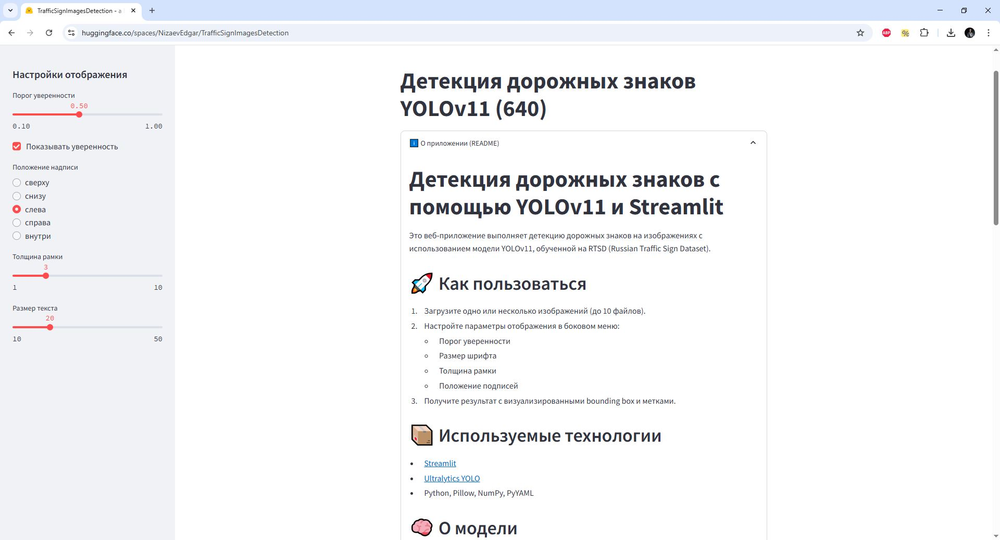 TrafficSignImagesDetection - a
huggingface.co/spaces/NizaevEdgar/TrafficSignImagesDetection
ABP
%
Настройки отображения
Порог уверенности
0.50
0.10 1.00
Показывать уверенность
Положение надписи
сверху
снизу
слева
справа
внутри
Толщина рамки
3
1 10
Размер текста
20
10 50
Детекция дорожных знаков
YOLOv11 (640)
О приложении (README)
Детекция дорожных знаков с
помощью YOLOv11 и Streamlit
Это веб-приложение выполняет детекцию дорожных знаков на изображениях с
использованием модели YOLOv11, обученной на RTSD (Russian Traffic Sign Dataset).
Как пользоваться
1. Загрузите одно или несколько изображений (до 10 файлов).
2. Настройте параметры отображения в боковом меню:
Порог уверенности
Размер шрифта
Толщина рамки
Положение подписей
3. Получите результат с визуализированными bounding box и метками.
Используемые технологии
Streamlit
Ultralytics YOLO
Python, Pillow, NumPy, PyYAML
О модели